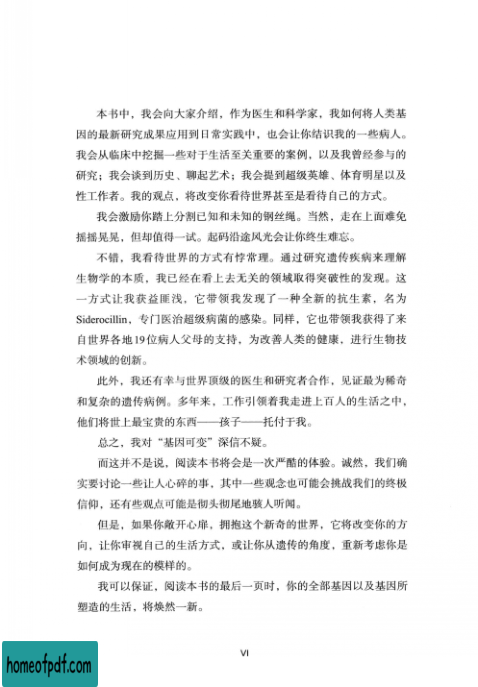 本书中，我会向大家介绍，作为医生和科学家，我如何将人类基
因的最新研究成果应用到日常实践中，也会让你结识我的一些病人。
我会从临床中挖掘一些对于生活至关重要的案例，以及我曾经参与的
研究；我会谈到历史、聊起艺术；我会提到超级英雄、体育明星以及
性工作者。我的观点，将改变你看待世界甚至是看待自己的方式。
我会激励你踏上分割已知和未知的钢丝绳。当然，走在上面难免
摇摇晃晃，但却值得一试。起码沿途风光会让你终生难忘。
不错，我看待世界的方式有悖常理。通过研究遗传疾病来理解
生物学的本质，我已经在看上去无关的领域取得突破性的发现。这
一方式让我获益匪浅，它带领我发现了一种全新的抗生素，名为
Siderocillin，专门医治超级病菌的感染。同样，它也带领我获得了来
自世界各地19位病人父母的支持，为改善人类的健康，进行生物技
术领域的创新。
此外，我还有幸与世界顶级的医生和研究者合作，见证最为稀奇
和复杂的遗传病例。多年来，工作引领着我走进上百人的生活之中，
他们将世上最宝贵的东西——孩子——托付于我。
总之，我对“基因可变”深信不疑。
而这并不是说，阅读本书将会是一次严酷的体验。诚然，我们确
实要讨论一些让人心碎的事，其中一些观念也可能会挑战我们的终极
信仰，还有些观点可能是彻头彻尾地骇人听闻。
但是，如果你敞开心扉，拥抱这个新奇的世界，它将改变你的方
向，让你审视自己的生活方式，或让你从遗传的角度，重新考虑你是
如何成为现在的模样的。
我可以保证，阅读本书的最后一页时，你的全部基因以及基因所
塑造的生活，将焕然一新。
VI
homeofpdf.com